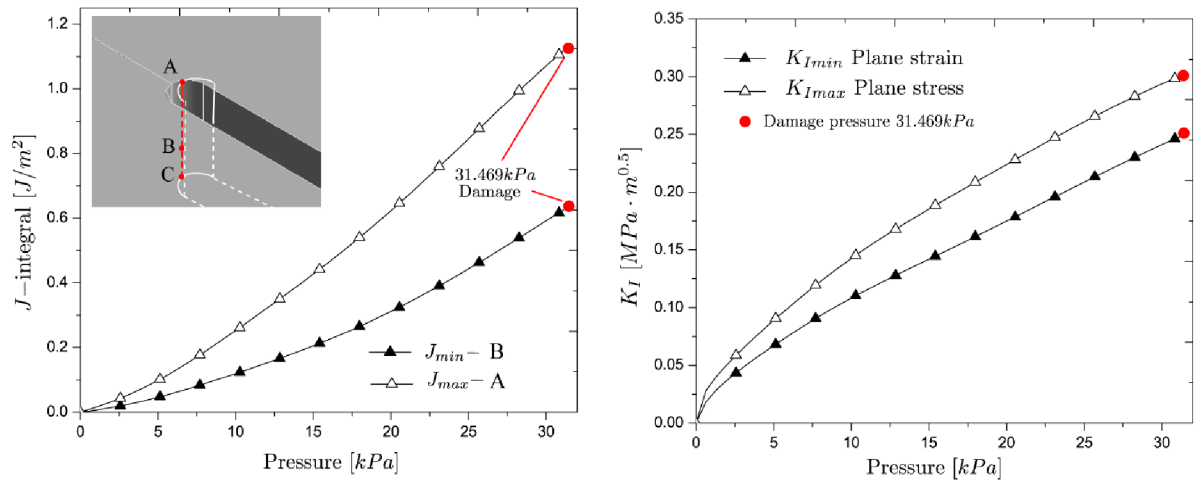 1.2
1.0
0.8
0.6
0.4
0.2
0.0
J−integral [J/m²]
A
B
C
31.469kPa
Damage
J_min− B
J_max− A
0 5 10 15 20 25 30
Pressure [kPa]
0.35
0.30
0.25
0.20
0.15
0.10
0.05
0.00
K_I [MPa · m^0.5]
K_Imin Plane strain
K_Imax Plane stress
Damage pressure 31.469kPa
0 5 10 15 20 25 30
Pressure [kPa]